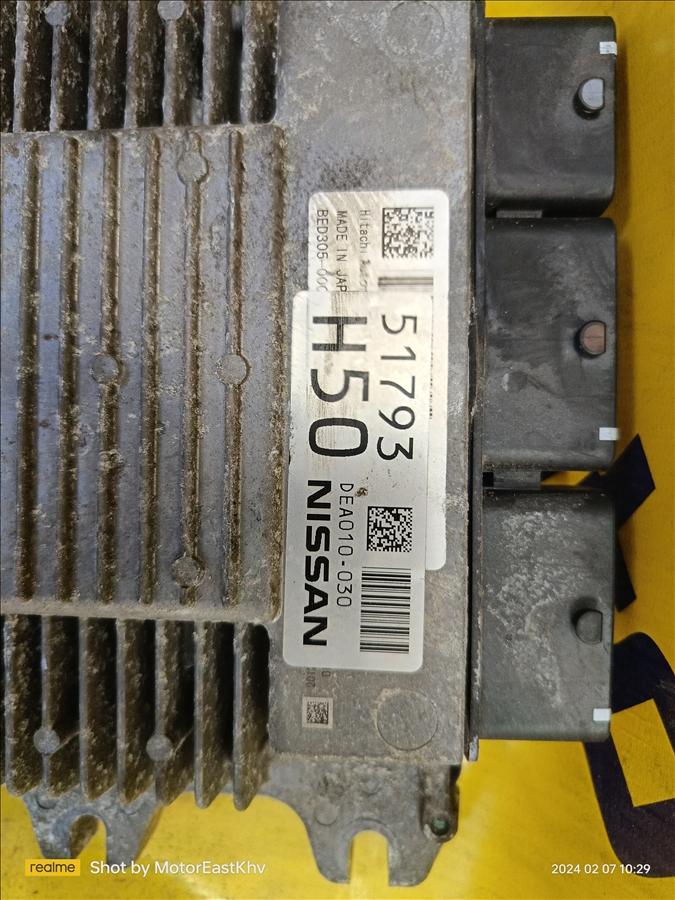 Hitachi
MADE IN JAP
BED305-00
51793
H50
DEA010-030
NISSAN
realme
Shot by MotorEastKhv
2024 02 07 10:29